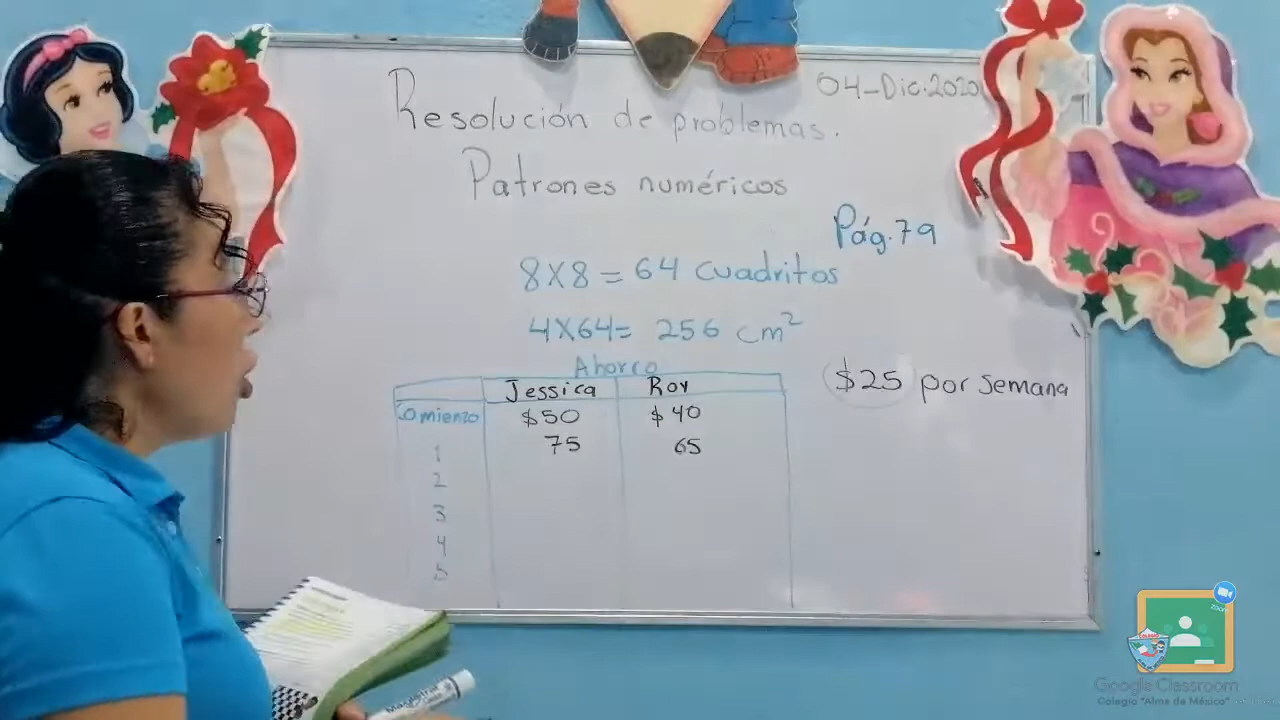 04-Dic.2020
Resolución de problemas.
Patrones numéricos
Pág.79
8X8 = 64 cuadritos
4X64= 256 cm²
Ahorro
Jessica Roy
$25 por semana
Comienzo $50 $40
1 75 65
2
3
4
5
Magistral
zoom
Google Classroom
Colegio "Alma de México"